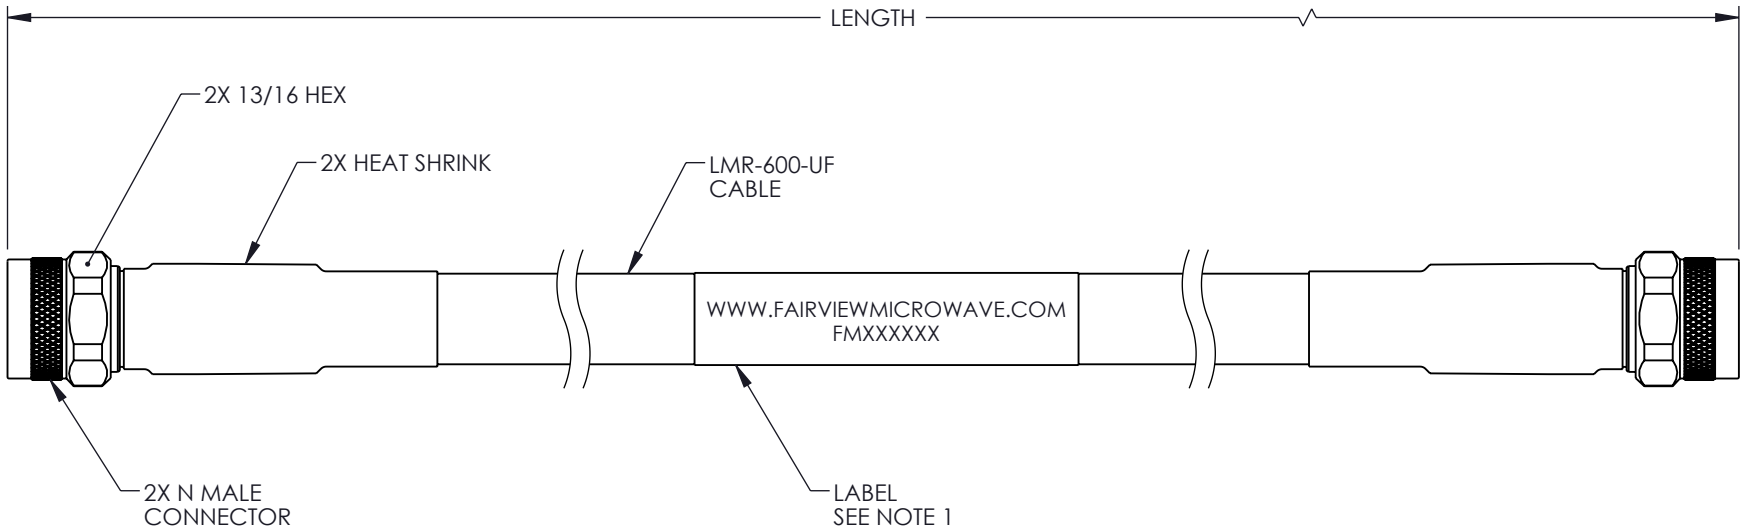 LENGTH
2X 13/16 HEX
2X HEAT SHRINK
LMR-600-UF
CABLE
WWW.FAIRVIEWMICROWAVE.COM
FMXXXXXX
2X N MALE
CONNECTOR
LABEL
SEE NOTE 1